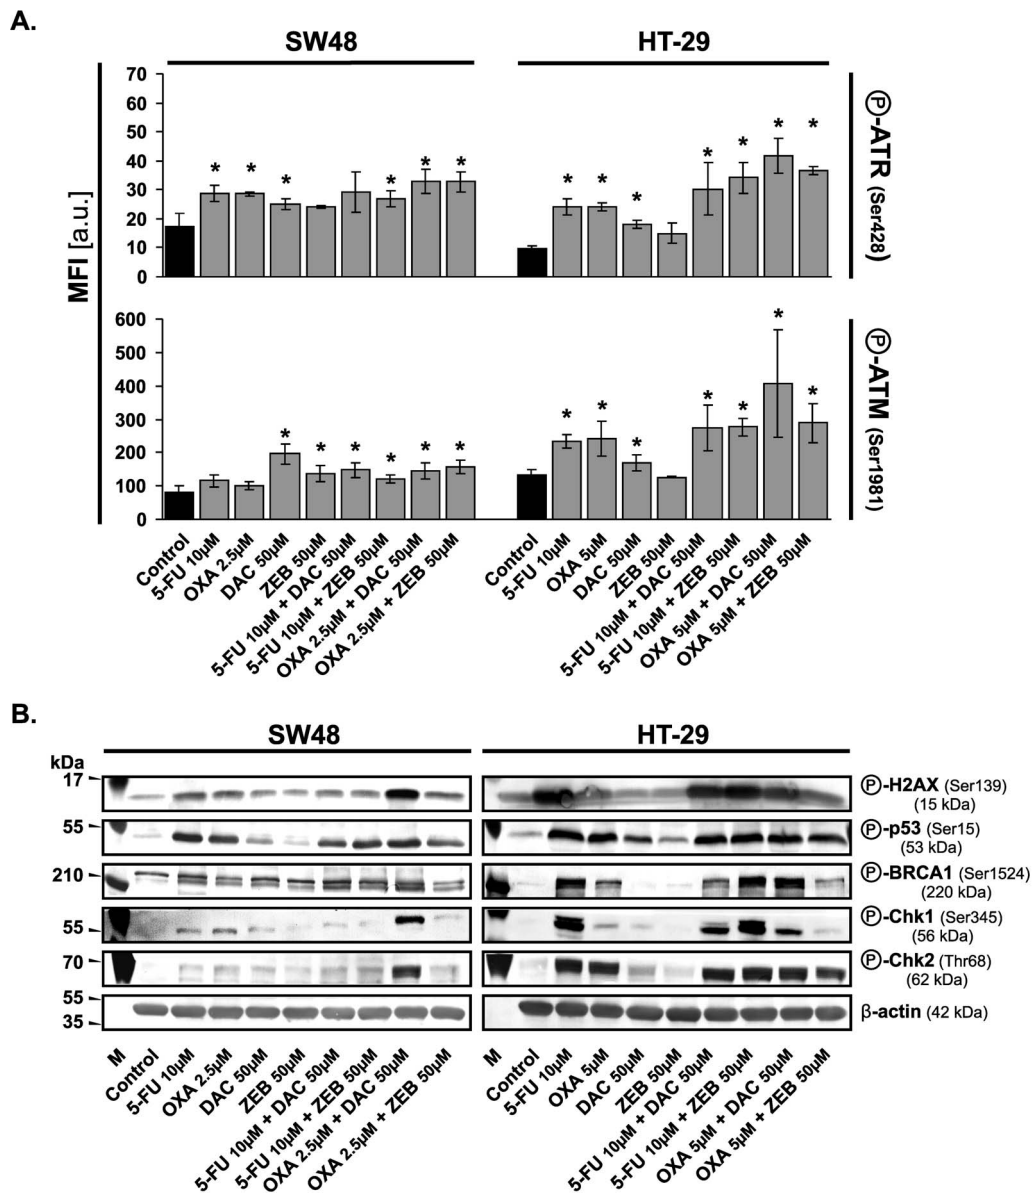 A.
SW48
HT-29
MFI [a.u.]
70
60
50
40
30
20
10
0
* * * * * *
* * * * * * *
Ⓟ-ATR (Ser428)
600
500
400
300
200
100
0
* * * * * *
* * * * * * *
Ⓟ-ATM (Ser1981)
Control
5-FU 10µM
OXA 2.5µM
DAC 50µM
ZEB 50µM
5-FU 10µM + DAC 50µM
5-FU 10µM + ZEB 50µM
OXA 2.5µM + DAC 50µM
OXA 2.5µM + ZEB 50µM
Control
5-FU 10µM
OXA 5µM
DAC 50µM
ZEB 50µM
5-FU 10µM + DAC 50µM
5-FU 10µM + ZEB 50µM
OXA 5µM + DAC 50µM
OXA 5µM + ZEB 50µM
B.
SW48
HT-29
kDa
17
Ⓟ-H2AX (Ser139)
(15 kDa)
55
Ⓟ-p53 (Ser15)
(53 kDa)
210
Ⓟ-BRCA1 (Ser1524)
(220 kDa)
55
Ⓟ-Chk1 (Ser345)
(56 kDa)
70
Ⓟ-Chk2 (Thr68)
(62 kDa)
55
35
β-actin (42 kDa)
M
Control
5-FU 10µM
OXA 2.5µM
DAC 50µM
ZEB 50µM
5-FU 10µM + DAC 50µM
5-FU 10µM + ZEB 50µM
OXA 2.5µM + DAC 50µM
OXA 2.5µM + ZEB 50µM
M
Control
5-FU 10µM
OXA 5µM
DAC 50µM
ZEB 50µM
5-FU 10µM + DAC 50µM
5-FU 10µM + ZEB 50µM
OXA 5µM + DAC 50µM
OXA 5µM + ZEB 50µM